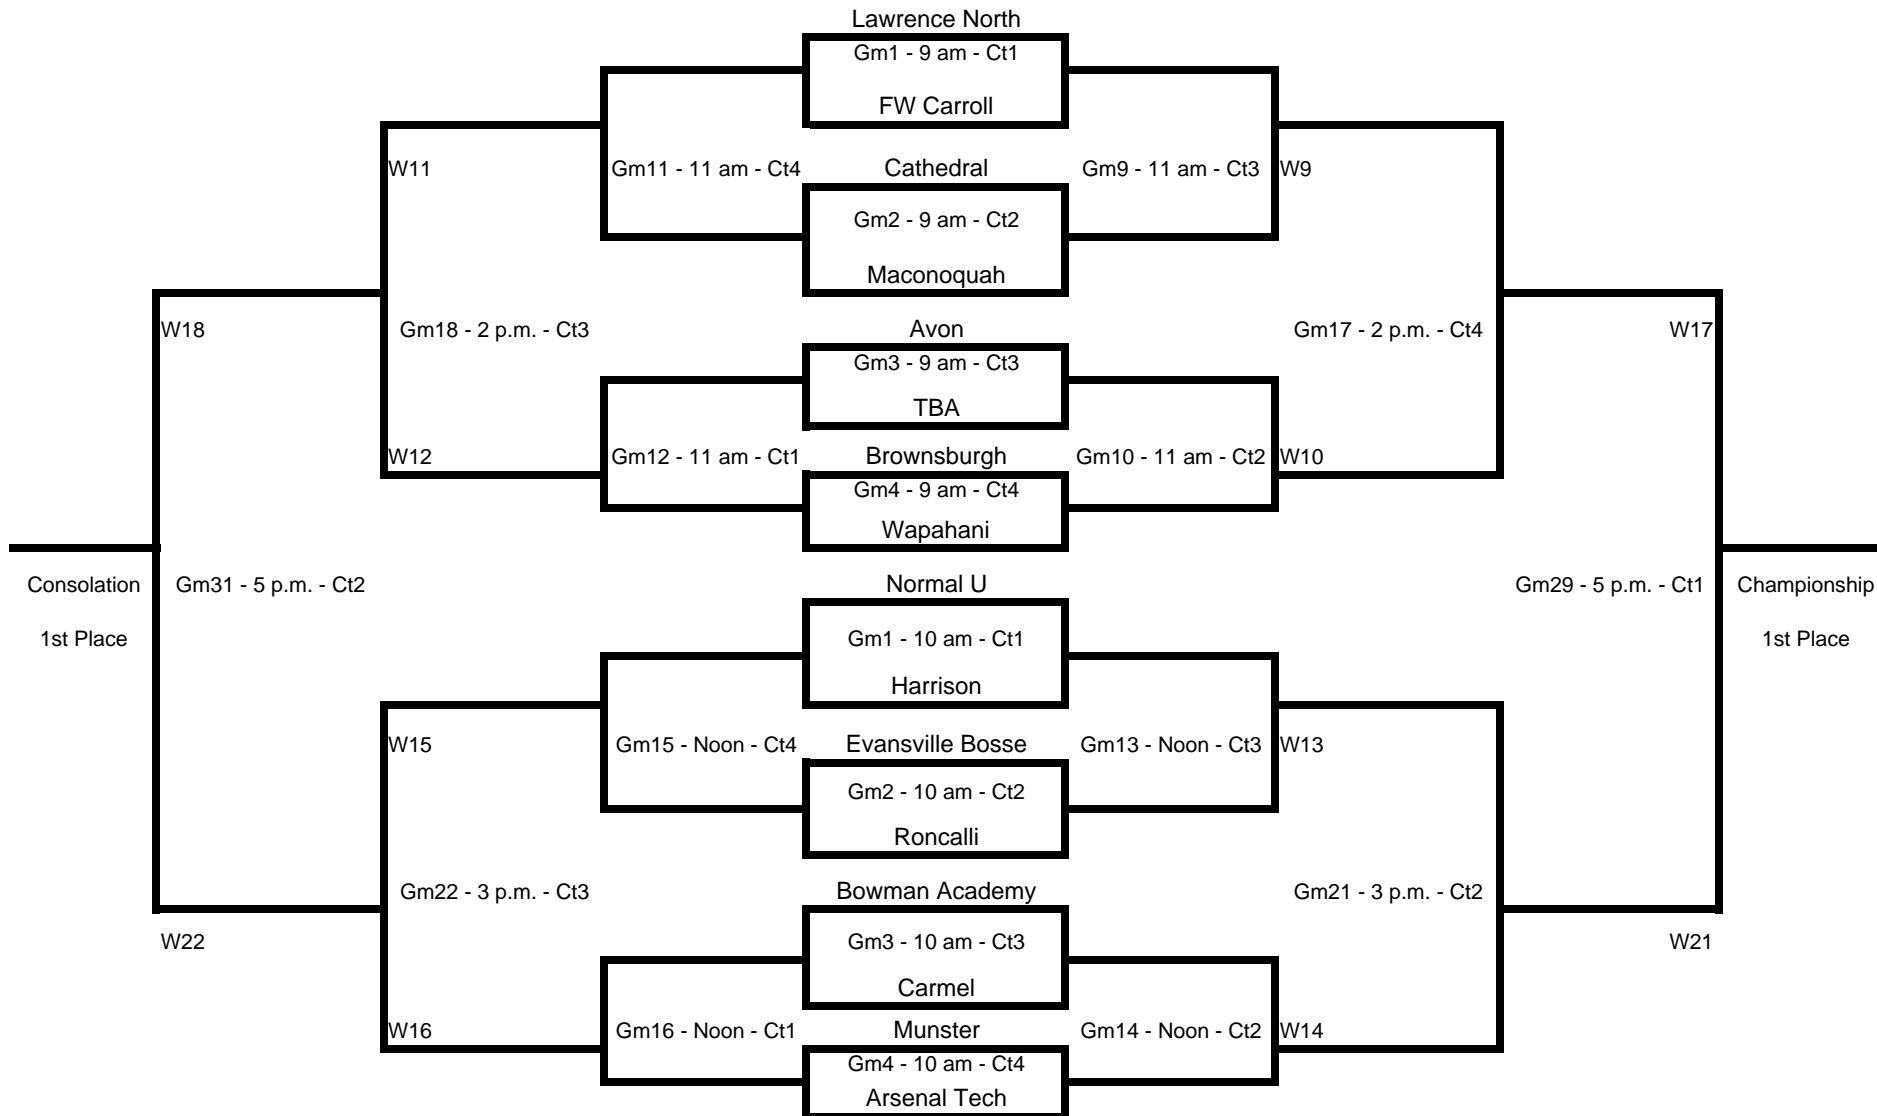 Lawrence North
Gm1 - 9 am - Ct1
FW Carroll
W11
Gm11 - 11 am - Ct4
Cathedral
Gm9 - 11 am - Ct3
W9
Gm2 - 9 am - Ct2
Maconoquah
W18
Gm18 - 2 p.m. - Ct3
Avon
Gm17 - 2 p.m. - Ct4
W17
Gm3 - 9 am - Ct3
TBA
W12
Gm12 - 11 am - Ct1
Brownsburgh
Gm10 - 11 am - Ct2
W10
Gm4 - 9 am - Ct4
Wapahani
Consolation
Gm31 - 5 p.m. - Ct2
Normal U
Gm29 - 5 p.m. - Ct1
Championship
1st Place
Gm1 - 10 am - Ct1
1st Place
Harrison
W15
Gm15 - Noon - Ct4
Evansville Bosse
Gm13 - Noon - Ct3
W13
Gm2 - 10 am - Ct2
Roncalli
Gm22 - 3 p.m. - Ct3
Bowman Academy
Gm21 - 3 p.m. - Ct2
W22
Gm3 - 10 am - Ct3
W21
Carmel
W16
Gm16 - Noon - Ct1
Munster
Gm14 - Noon - Ct2
W14
Gm4 - 10 am - Ct4
Arsenal Tech